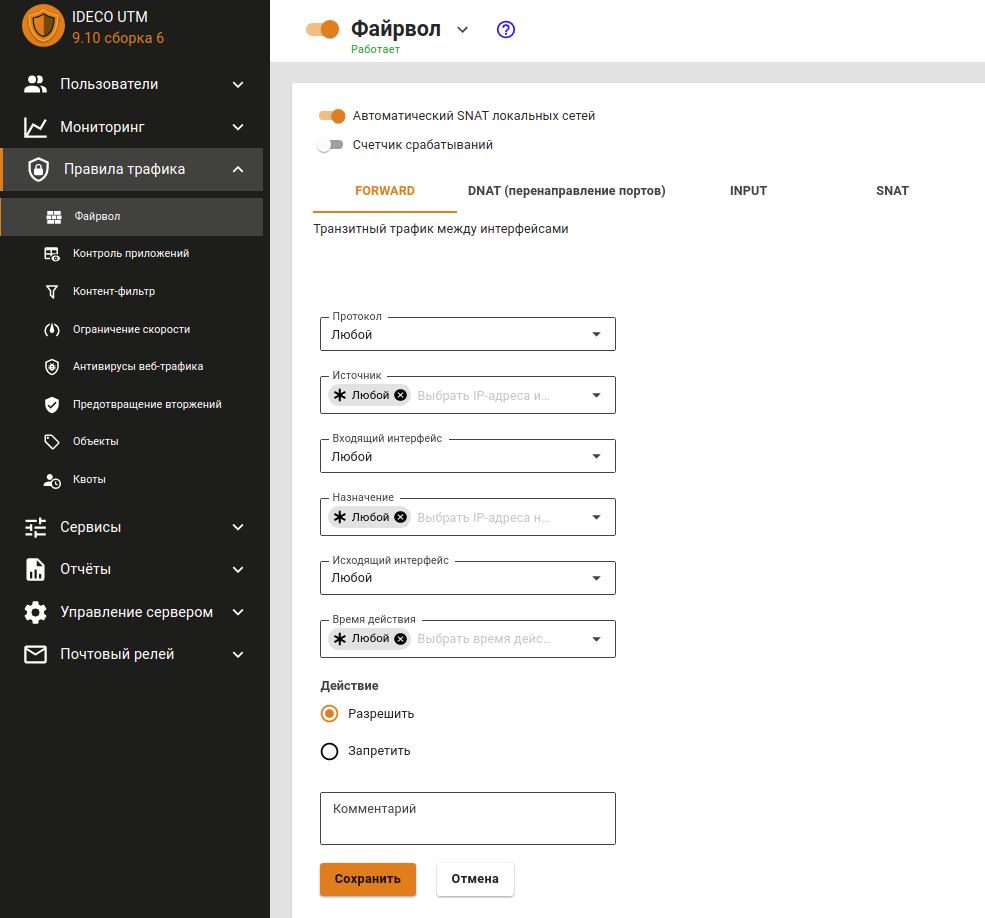 IDECO UTM
9.10 сборка 6
Пользователи
Мониторинг
Правила трафика
Файрвол
Контроль приложений
Контент-фильтр
Ограничение скорости
Антивирусы веб-трафика
Предотвращение вторжений
Объекты
Квоты
Сервисы
Отчёты
Управление сервером
Почтовый релей
Файрвол
Работает
Автоматический SNAT локальных сетей
Счетчик срабатываний
FORWARD DNAT (перенаправление портов) INPUT SNAT
Транзитный трафик между интерфейсами
Протокол
Любой
Источник
Любой Выбрать IP-адреса и...
Входящий интерфейс
Любой
Назначение
Любой Выбрать IP-адреса н...
Исходящий интерфейс
Любой
Время действия
Любой Выбрать время дейс...
Действие
Разрешить
Запретить
Комментарий
Сохранить Отмена